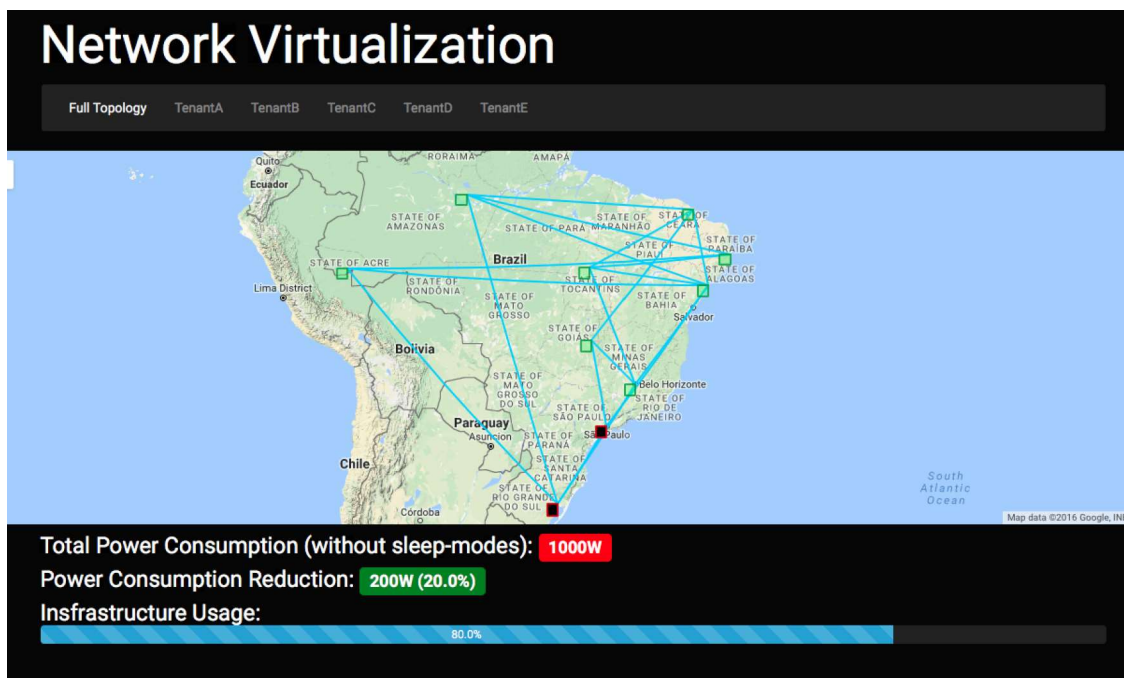 Network Virtualization
Full Topology TenantA TenantB TenantC TenantD TenantE
Quito
Ecuador
RORAIMA
AMAPÁ
STATE OF
AMAZONAS
STATE OF PARÁ
STATE OF
MARANHÃO
STATE OF
CEARÁ
STATE OF
PARAÍBA
STATE OF
PIAUÍ
STATE OF
ALAGOAS
STATE OF ACRE
Brazil
Lima District
(STATE OF
RONDÔNIA
STATE OF
TOCANTINS
STATE OF
MATO
GROSSO
STATE OF
BAHIA
Salvador
STATE OF
GOIÁS
STATE OF
MINAS
GERAIS
Bolivia
STATE OF
MATO
GROSSO
DO SUL
Belo Horizonte
STATE OF
RIO DE
JANEIRO
STATE OF
SÃO PAULO
São Paulo
Paraguay
Asuncion
STATE OF
PARANÁ
STATE OF
SANTA
CATARINA
Chile
STATE OF
RIO GRANDE
DO SUL
Córdoba
South
Atlantic
Ocean
Map data ©2016 Google, INE
Total Power Consumption (without sleep-modes): 1000W
Power Consumption Reduction: 200W (20.0%)
Insfrastructure Usage:
80.0%